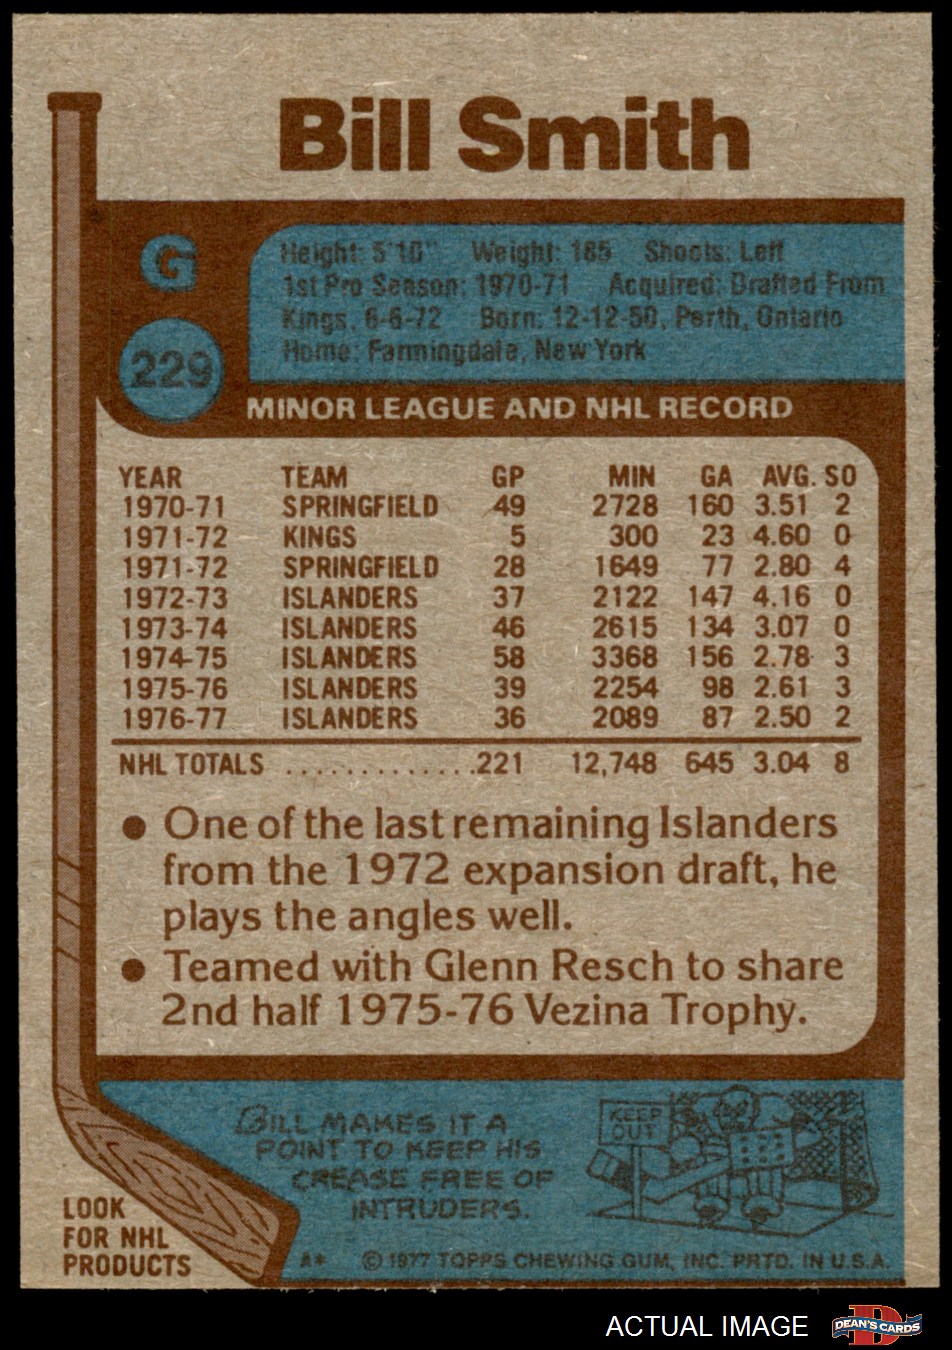 Bill Smith
G
229
Height: 5'10" Weight: 185 Shoots: Left
1st Pro Season: 1970-71 Acquired: Drafted From
Kings, 6-6-72 Born: 12-12-50, Perth, Ontario
Home: Farmingdale, New York
MINOR LEAGUE AND NHL RECORD
YEAR TEAM GP MIN GA AVG. SO
1970-71 SPRINGFIELD 49 2728 160 3.51 2
1971-72 KINGS 5 300 23 4.60 0
1971-72 SPRINGFIELD 28 1649 77 2.80 4
1972-73 ISLANDERS 37 2122 147 4.16 0
1973-74 ISLANDERS 46 2615 134 3.07 0
1974-75 ISLANDERS 58 3368 156 2.78 3
1975-76 ISLANDERS 39 2254 98 2.61 3
1976-77 ISLANDERS 36 2089 87 2.50 2
NHL TOTALS .............221 12,748 645 3.04 8
● One of the last remaining Islanders
from the 1972 expansion draft, he
plays the angles well.
● Teamed with Glenn Resch to share
2nd half 1975-76 Vezina Trophy.
BILL MAKES IT A
POINT TO KEEP HIS
CREASE FREE OF
INTRUDERS.
KEEP
OUT
LOOK
FOR NHL
PRODUCTS
A* © 1977 TOPPS CHEWING GUM, INC. PRTD. IN U.S.A.
ACTUAL IMAGE
D
DEAN'S CARDS